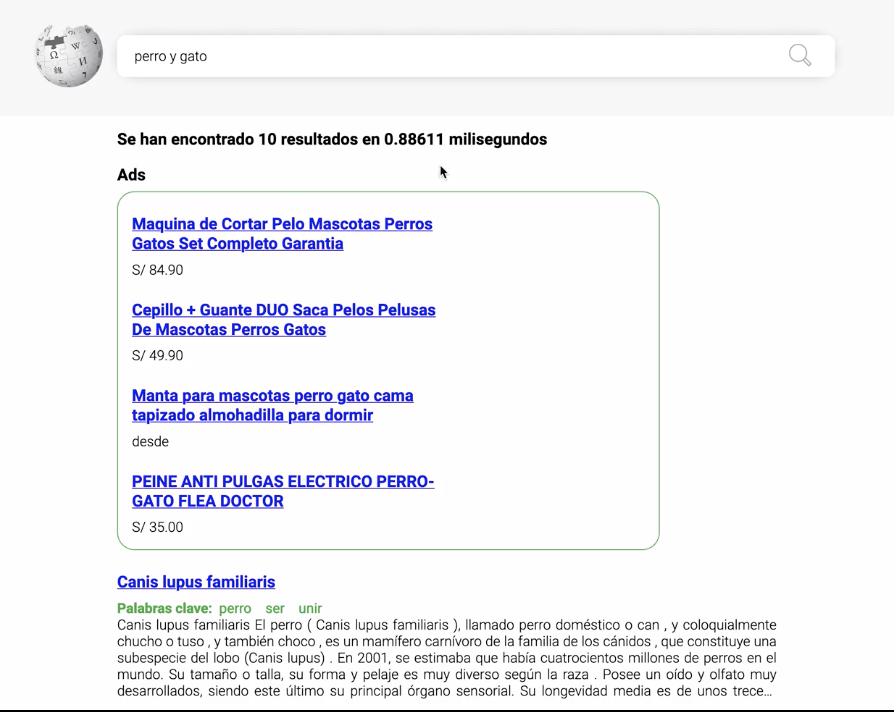 perro y gato
Se han encontrado 10 resultados en 0.88611 milisegundos
Ads
Maquina de Cortar Pelo Mascotas Perros
Gatos Set Completo Garantia
S/ 84.90
Cepillo + Guante DUO Saca Pelos Pelusas
De Mascotas Perros Gatos
S/ 49.90
Manta para mascotas perro gato cama
tapizado almohadilla para dormir
desde
PEINE ANTI PULGAS ELECTRICO PERRO-
GATO FLEA DOCTOR
S/ 35.00
Canis lupus familiaris
Palabras clave: perro ser unir
Canis lupus familiaris El perro ( Canis lupus familiaris ), llamado perro doméstico o can , y coloquialmente
chucho o tuso , y también choco , es un mamífero carnívoro de la familia de los cánidos , que constituye una
subespecie del lobo (Canis lupus) . En 2001, se estimaba que había cuatrocientos millones de perros en el
mundo. Su tamaño o talla, su forma y pelaje es muy diverso según la raza . Posee un oído y olfato muy
desarrollados, siendo este último su principal órgano sensorial. Su longevidad media es de unos trece...